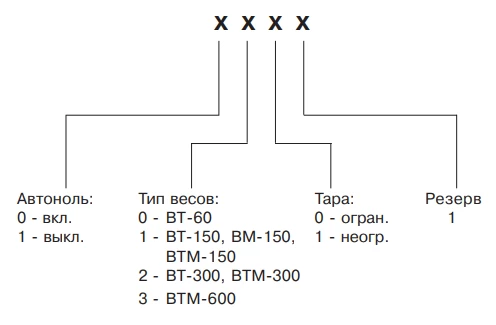 X X X X
Автоноль:
0 - вкл.
1 - выкл.
Тип весов:
0 - ВТ-60
1 - ВТ-150, ВМ-150,
ВТМ-150
2 - ВТ-300, ВТМ-300
3 - ВТМ-600
Тара:
0 - огран.
1 - неогр.
Резерв
1